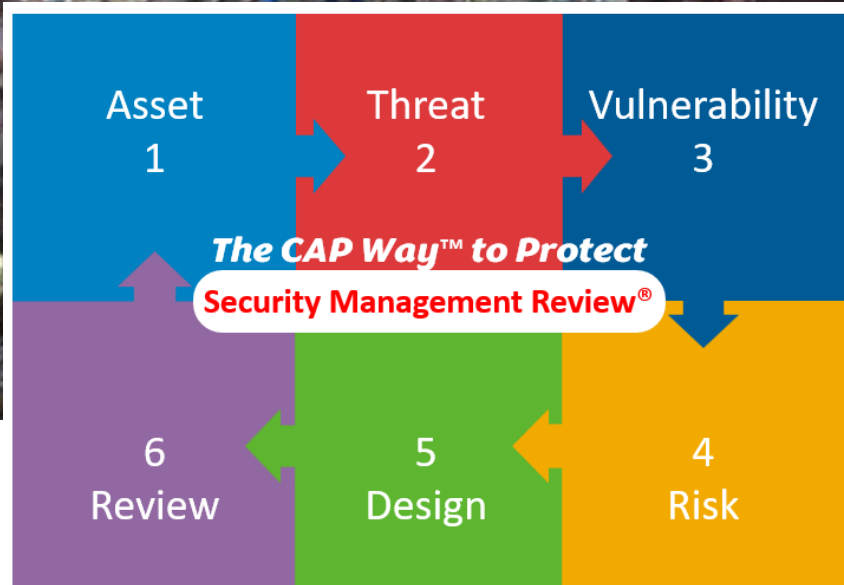 Asset
1
Threat
2
Vulnerability
3
The CAP Way™ to Protect
Security Management Review®
4
Risk
5
Design
6
Review